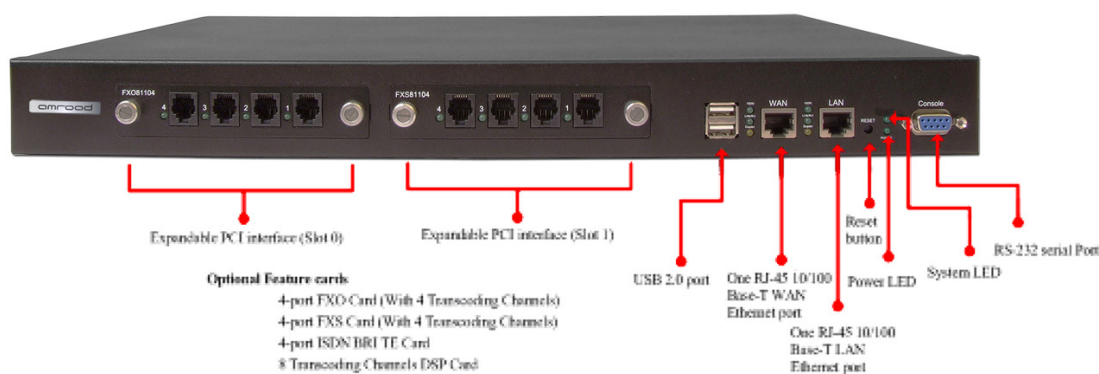 amroad
FXO81104
4 3 2 1
FXS81104
4 3 2 1
WAN
LAN
RESET
Console
Expandable PCI interface (Slot 0)
Expandable PCI interface (Slot 1)
Optional Feature cards
4-port FXO Card (With 4 Transcoding Channels)
4-port FXS Card (With 4 Transcoding Channels)
4-port ISDN BRI TE Card
8 Transcoding Channels DSP Card
USB 2.0 port
One RJ-45 10/100
Base-T WAN
Ethernet port
One RJ-45 10/100
Base-T LAN
Ethernet port
Reset
button
Power LED
System LED
RS-232 serial Port